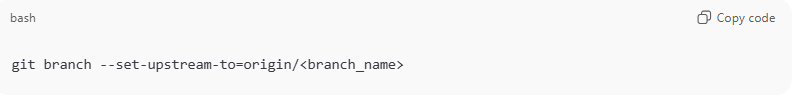 bash
Copy code
git branch --set-upstream-to=origin/<branch_name>